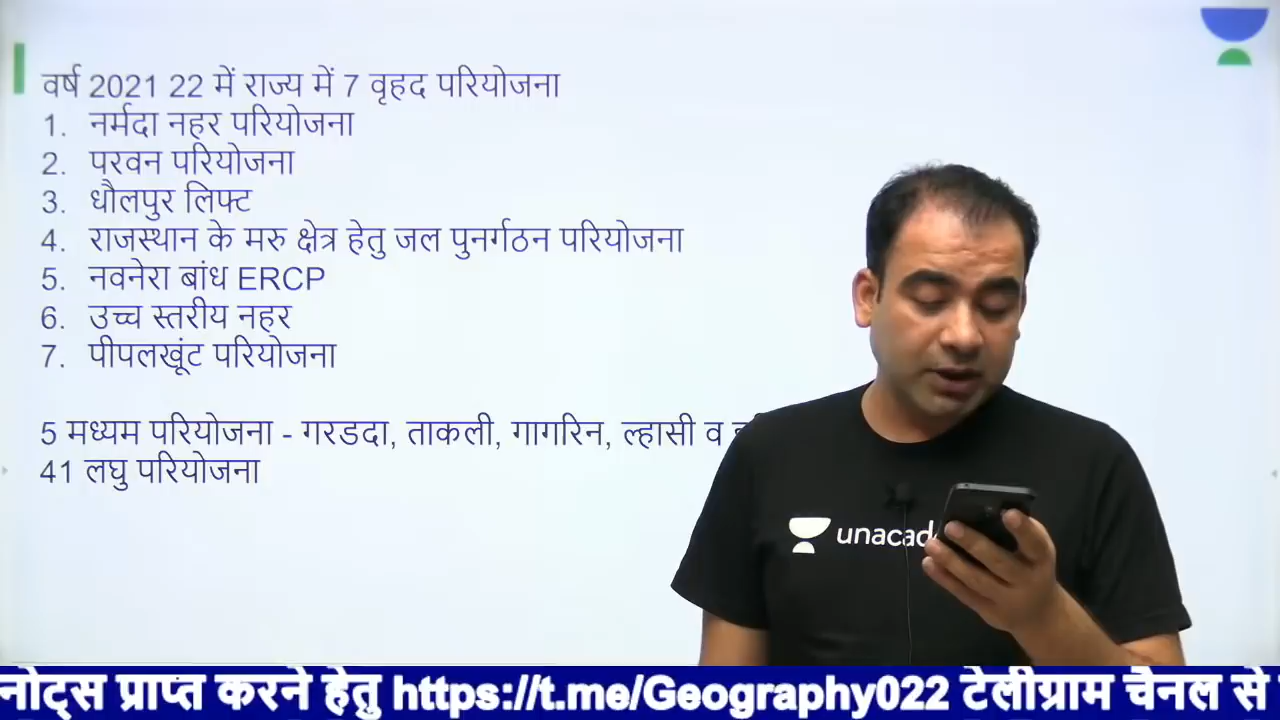 वर्ष 2021 22 में राज्य में 7 वृहद परियोजना
1. नर्मदा नहर परियोजना
2. परवन परियोजना
3. धौलपुर लिफ्ट
4. राजस्थान के मरु क्षेत्र हेतु जल पुनर्गठन परियोजना
5. नवनेरा बांध ERCP
6. उच्च स्तरीय नहर
7. पीपलखूंट परियोजना
5 मध्यम परियोजना - गरडदा, ताकली, गागरिन, ल्हासी व
41 लघु परियोजना
unacad
नोट्स प्राप्त करने हेतु https://t.me/Geography022 टेलीग्राम चैनल से